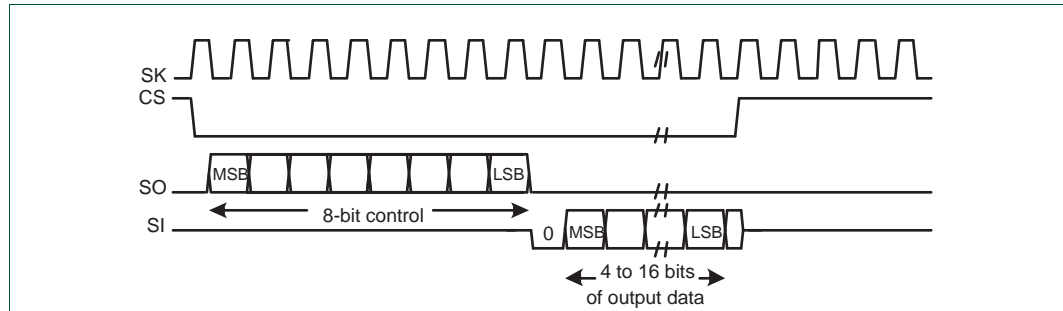 SK
CS
MSB LSB
SO
8-bit control
SI
0 MSB LSB
4 to 16 bits
of output data